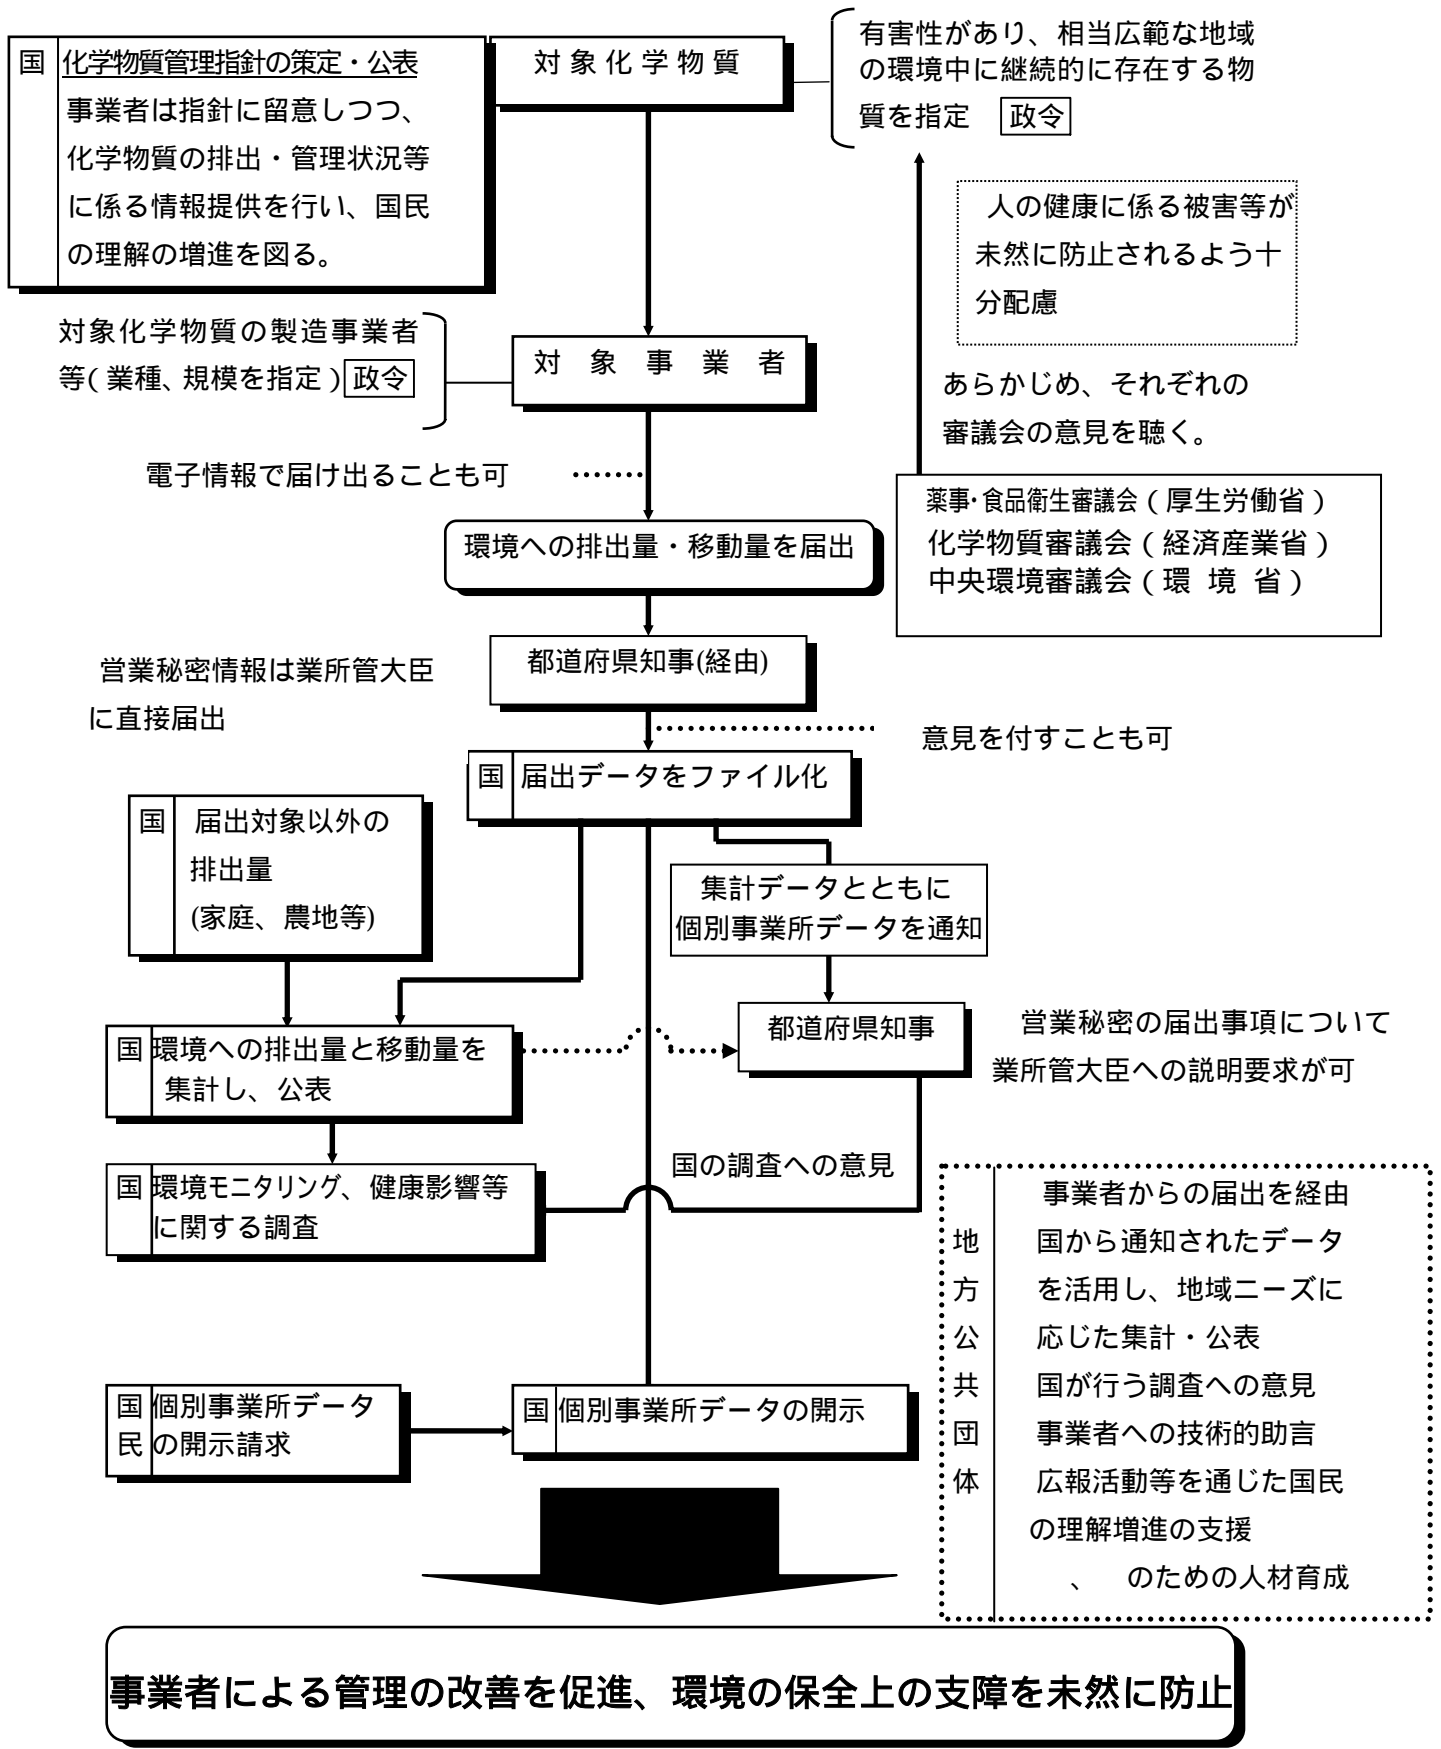 国
化学物質管理指針の策定・公表
事業者は指針に留意しつつ、
化学物質の排出・管理状況等
に係る情報提供を行い、国民
の理解の増進を図る。
対象化学物質
有害性があり、相当広範な地域
の環境中に継続的に存在する物
質を指定 政令
人の健康に係る被害等が
未然に防止されるよう十
分配慮
対象化学物質の製造事業者
等(業種、規模を指定)政令
対象事業者
あらかじめ、それぞれの
審議会の意見を聴く。
電子情報で届け出ることも可
薬事・食品衛生審議会(厚生労働省)
化学物質審議会(経済産業省)
中央環境審議会(環境省)
環境への排出量・移動量を届出
都道府県知事(経由)
営業秘密情報は業所管大臣
に直接届出
意見を付すことも可
国 届出データをファイル化
国
届出対象以外の
排出量
(家庭、農地等)
集計データとともに
個別事業所データを通知
都道府県知事
営業秘密の届出事項について
業所管大臣への説明要求が可
国
環境への排出量と移動量を
集計し、公表
国
環境モニタリング、健康影響等
に関する調査
国の調査への意見
地方公共団体
事業者からの届出を経由
国から通知されたデータ
を活用し、地域ニーズに
応じた集計・公表
国が行う調査への意見
事業者への技術的助言
広報活動等を通じた国民
の理解増進の支援
、 のための人材育成
国民
個別事業所データ
の開示請求
国 個別事業所データの開示
事業者による管理の改善を促進、環境の保全上の支障を未然に防止